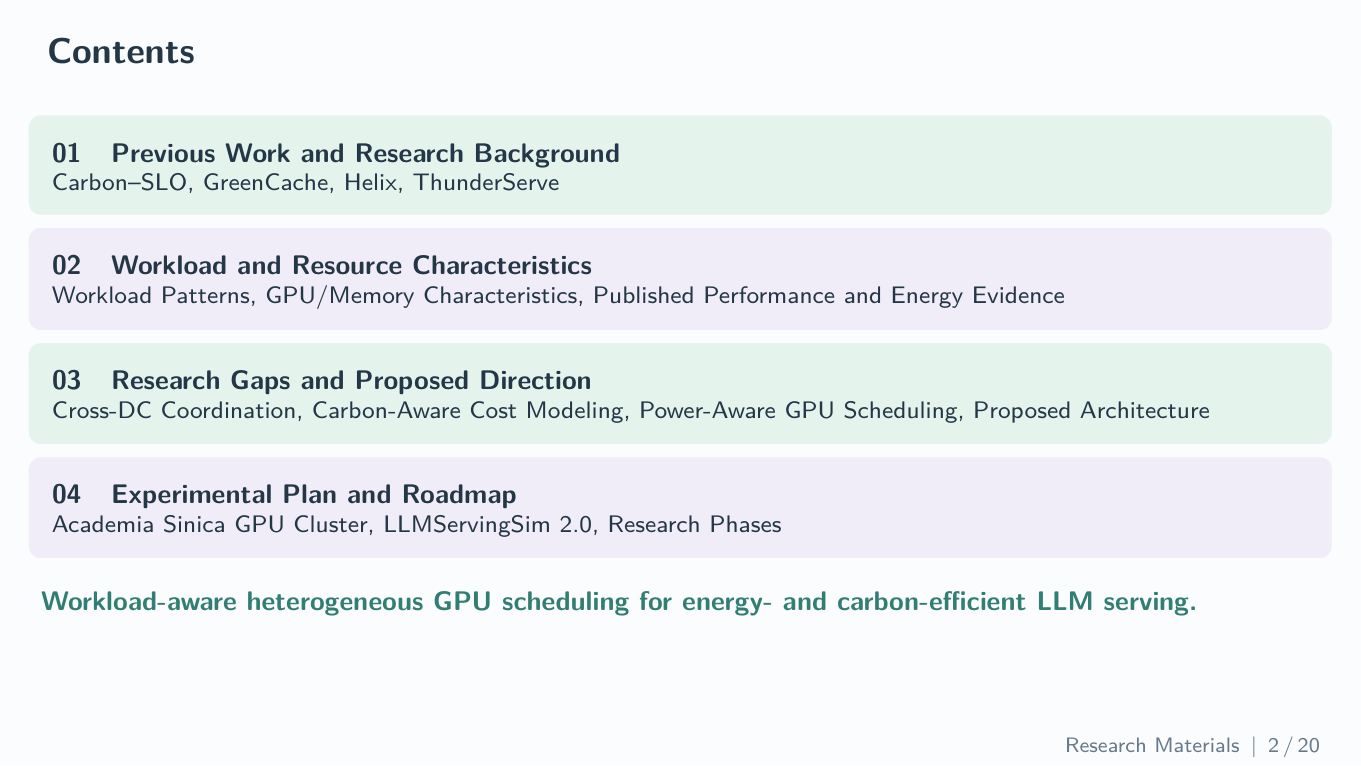 Contents
01 Previous Work and Research Background
Carbon–SLO, GreenCache, Helix, ThunderServe
02 Workload and Resource Characteristics
Workload Patterns, GPU/Memory Characteristics, Published Performance and Energy Evidence
03 Research Gaps and Proposed Direction
Cross-DC Coordination, Carbon-Aware Cost Modeling, Power-Aware GPU Scheduling, Proposed Architecture
04 Experimental Plan and Roadmap
Academia Sinica GPU Cluster, LLMServingSim 2.0, Research Phases
Workload-aware heterogeneous GPU scheduling for energy- and carbon-efficient LLM serving.
Research Materials | 2 / 20